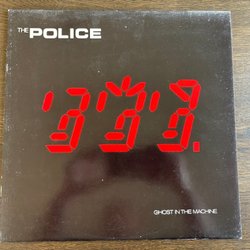 THE POLICE
GHOST IN THE MACHINE